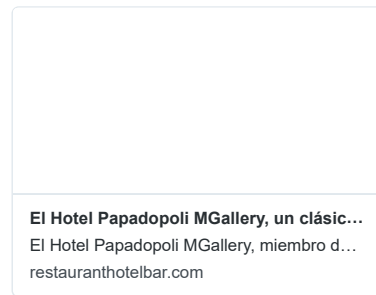 El Hotel Papadopoli MGallery, un clásic...
El Hotel Papadopoli MGallery, miembro d...
restauranthotelbar.com